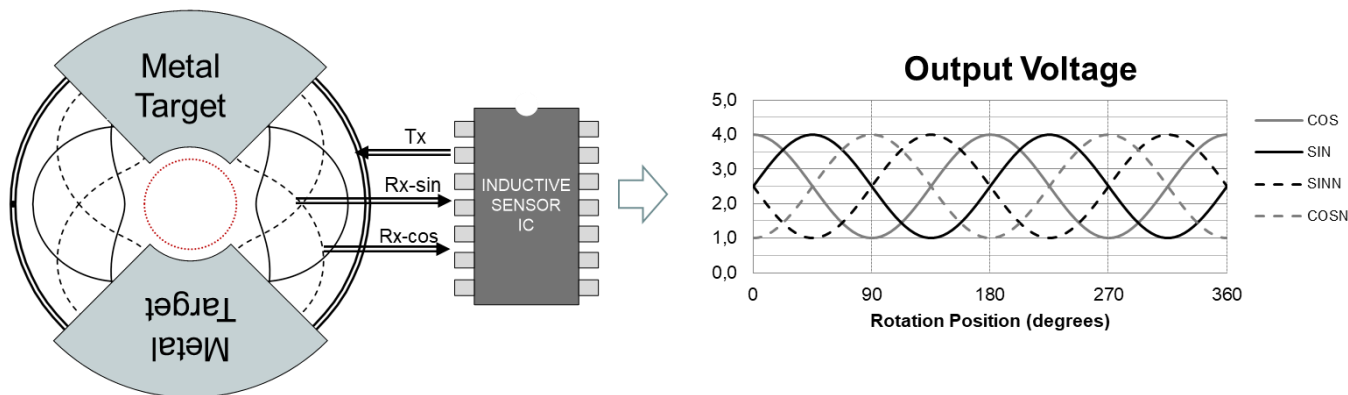 Metal
Target
Metal
Target
Tx
Rx-sin
Rx-cos
INDUCTIVE
SENSOR
IC
Output Voltage
5,0
4,0
3,0
2,0
1,0
0,0
0
90
180
270
360
Rotation Position (degrees)
COS
SIN
SINN
COSN